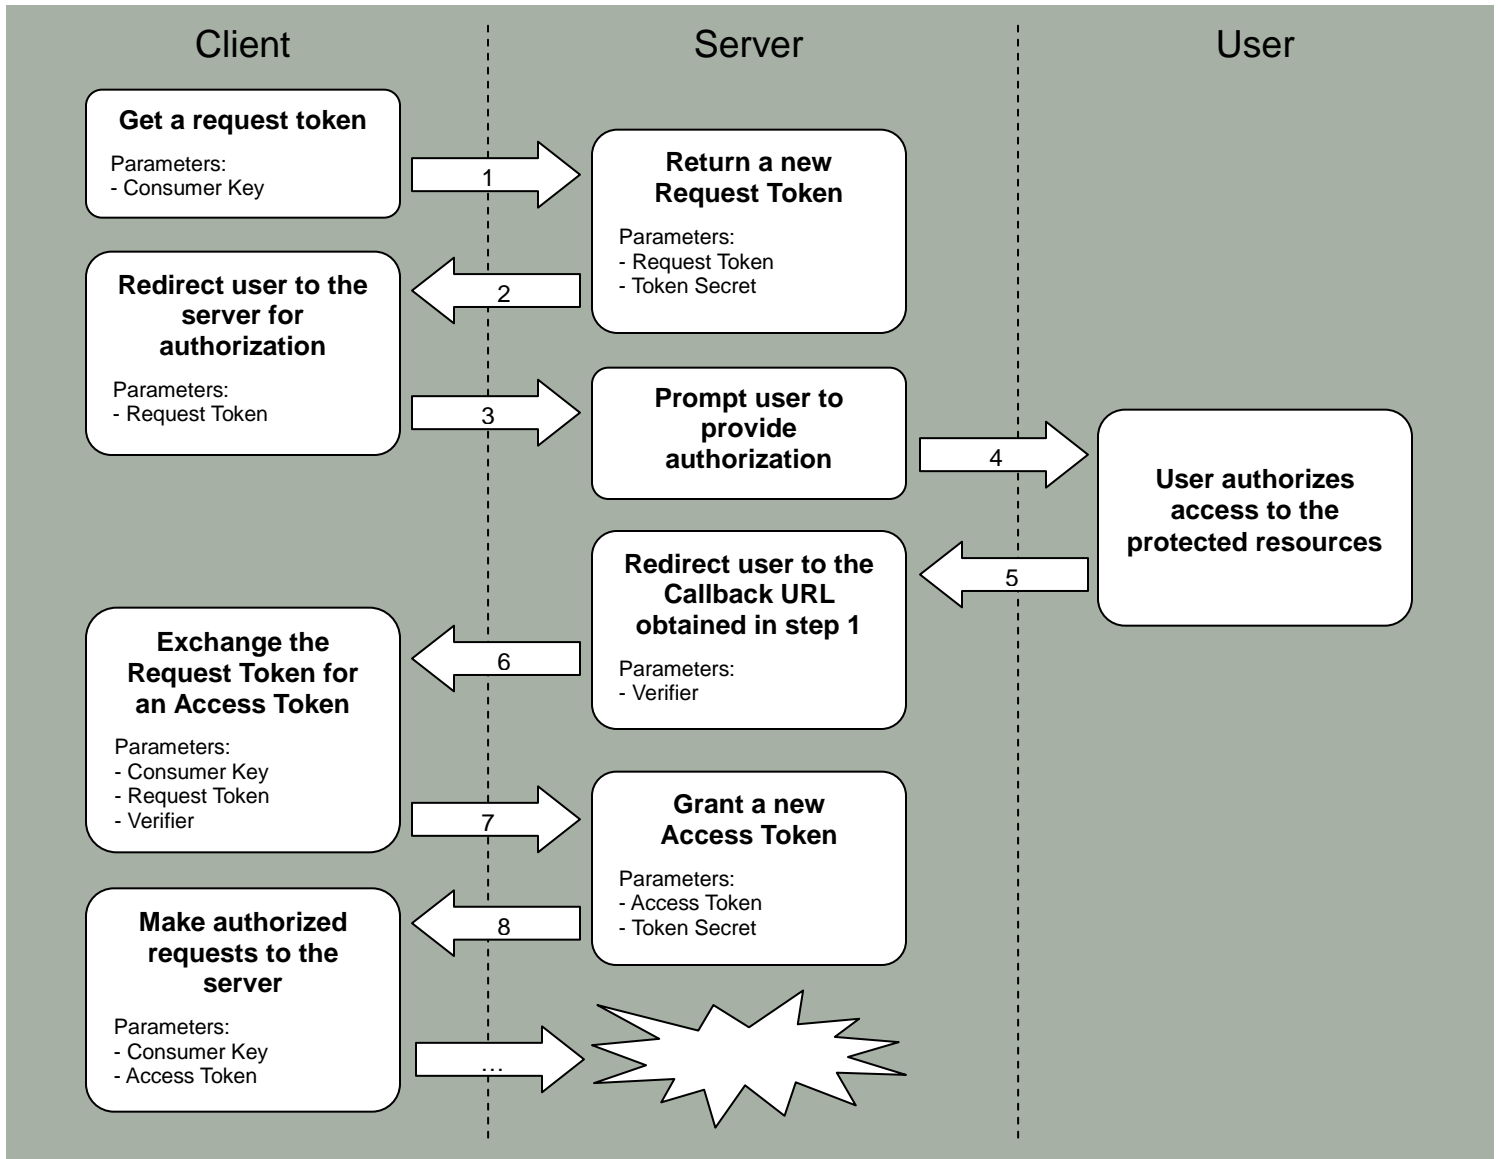 Client
Server
User
Get a request token
Parameters:
- Consumer Key
1
Return a new
Request Token
Parameters:
- Request Token
- Token Secret
2
Redirect user to the
server for
authorization
Parameters:
- Request Token
3
Prompt user to
provide
authorization
4
User authorizes
access to the
protected resources
5
Redirect user to the
Callback URL
obtained in step 1
Parameters:
- Verifier
6
Exchange the
Request Token for
an Access Token
Parameters:
- Consumer Key
- Request Token
- Verifier
7
Grant a new
Access Token
Parameters:
- Access Token
- Token Secret
8
Make authorized
requests to the
server
Parameters:
- Consumer Key
- Access Token
...